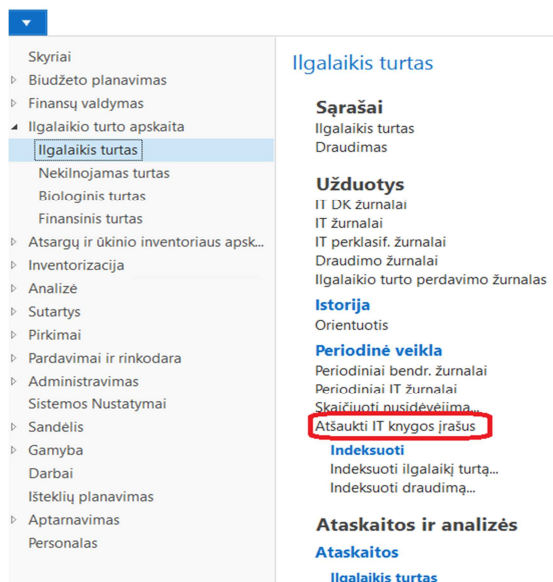 Skyriai
Biudžeto planavimas
Finansų valdymas
Ilgalaikio turto apskaita
Ilgalaikis turtas
Nekilnojamas turtas
Biologinis turtas
Finansinis turtas
Atsargų ir ūkinio inventoriaus apsk...
Inventorizacija
Analizė
Sutartys
Pirkimai
Pardavimai ir rinkodara
Administravimas
Sistemos Nustatymai
Sandėlis
Gamyba
Darbai
Išteklių planavimas
Aptarnavimas
Personalas
Ilgalaikis turtas
Sąrašai
Ilgalaikis turtas
Draudimas
Užduotys
IT DK žurnalai
IT žurnalai
IT perklasif. žurnalai
Draudimo žurnalai
Ilgalaikio turto perdavimo žurnalas
Istorija
Orientuotis
Periodinė veikla
Periodiniai bendr. žurnalai
Periodiniai IT žurnalai
Skaičiuoti nusidėvėjimą...
Atšaukti IT knygos įrašus
Indeksuoti
Indeksuoti ilgalaikį turtą...
Indeksuoti draudimą...
Ataskaitos ir analizės
Ataskaitos
Ilgalaikis turtas